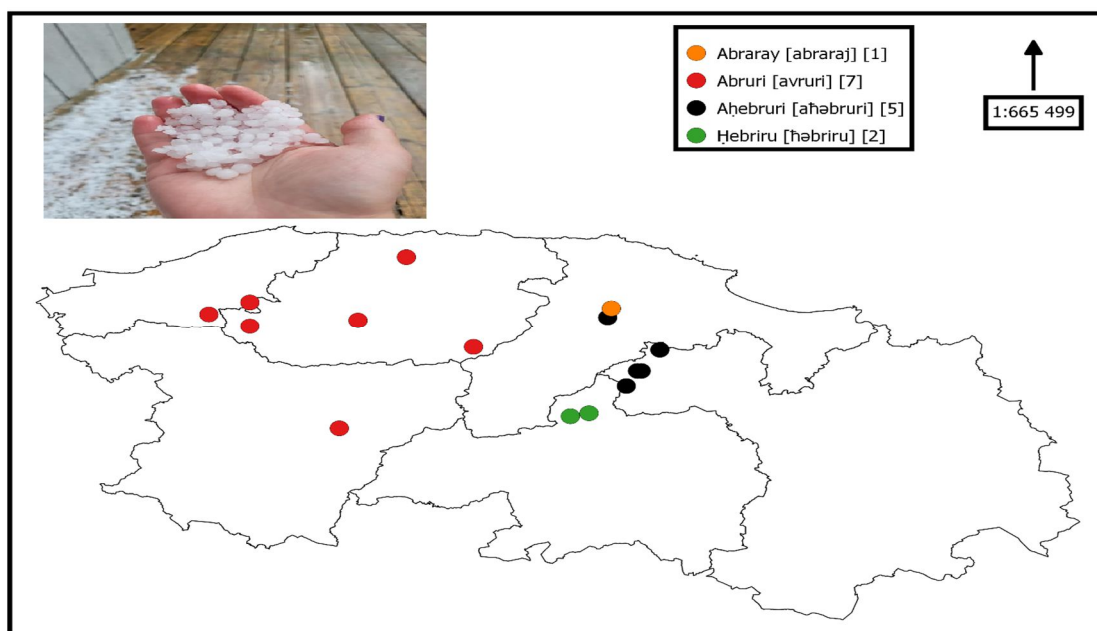 Abraray [abraraj] [1]
Abruri [avruri] [7]
Aḥebruri [aħəbruri] [5]
Ḥebriru [ħəbriru] [2]
1:665 499